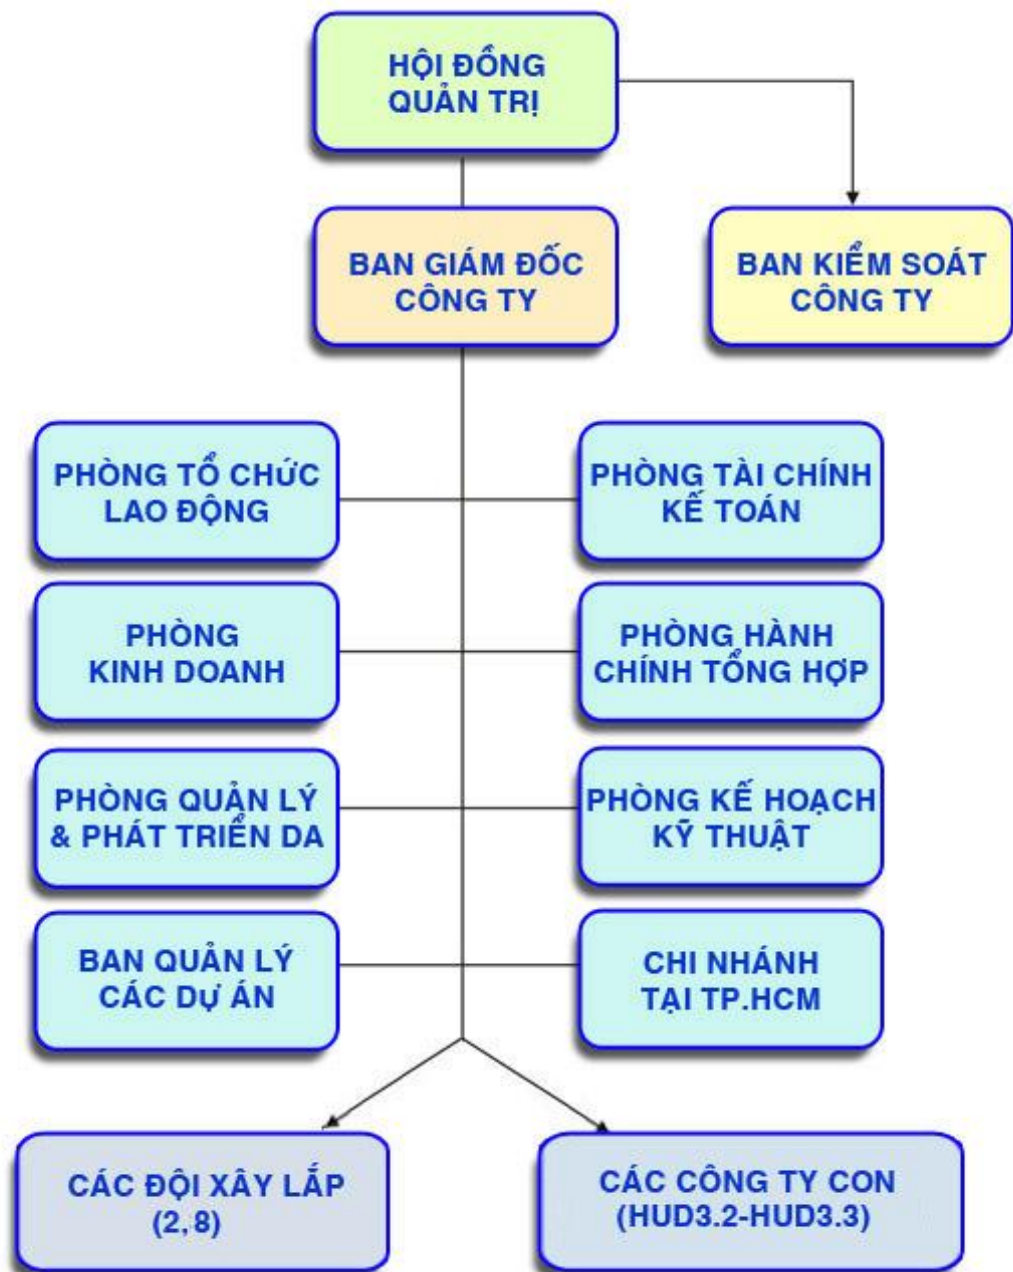 HỘI ĐỒNG
QUẢN TRỊ
BAN GIÁM ĐỐC
CÔNG TY
BAN KIỂM SOÁT
CÔNG TY
PHÒNG TỔ CHỨC
LAO ĐỘNG
PHÒNG TÀI CHÍNH
KẾ TOÁN
PHÒNG
KINH DOANH
PHÒNG HÀNH
CHÍNH TỔNG HỢP
PHÒNG QUẢN LÝ
& PHÁT TRIỂN DA
PHÒNG KẾ HOẠCH
KỸ THUẬT
BAN QUẢN LÝ
CÁC DỰ ÁN
CHI NHÁNH
TẠI TP.HCM
CÁC ĐỘI XÂY LẮP
(2,8)
CÁC CÔNG TY CON
(HUD3.2-HUD3.3)